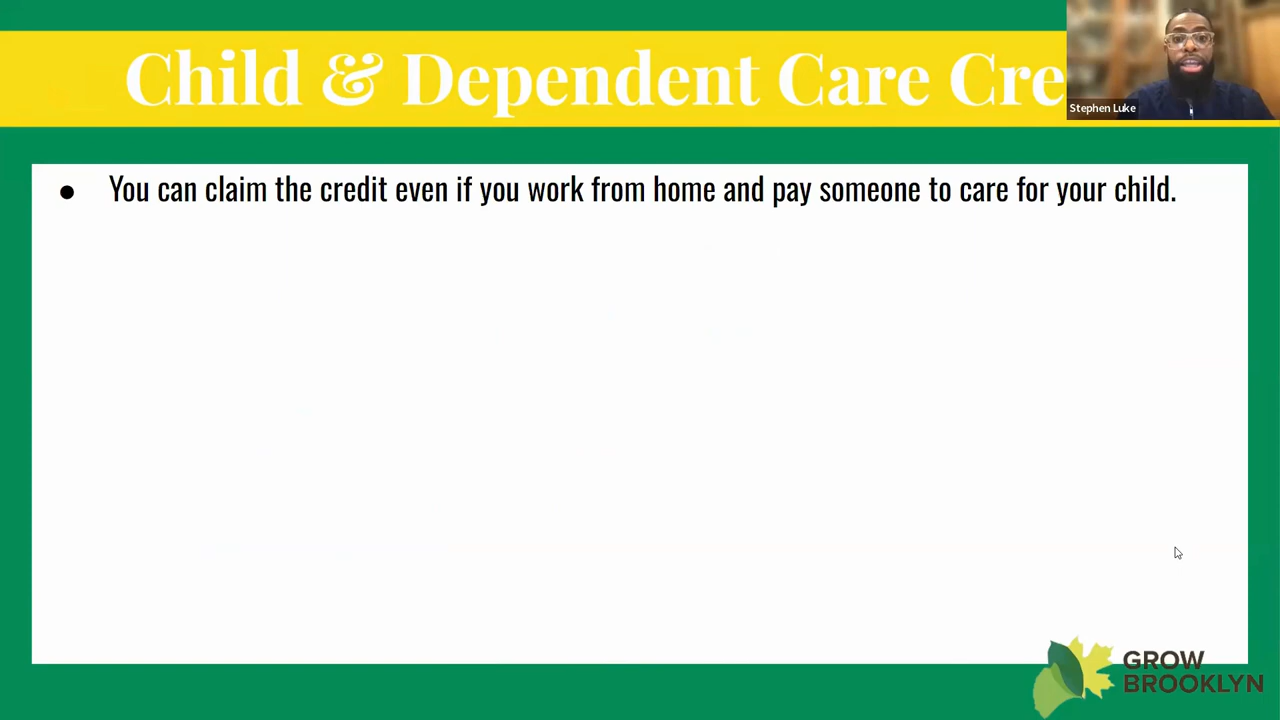 Child & Dependent Care Cre
Stephen Luke
● You can claim the credit even if you work from home and pay someone to care for your child.
GROW
BROOKLYN